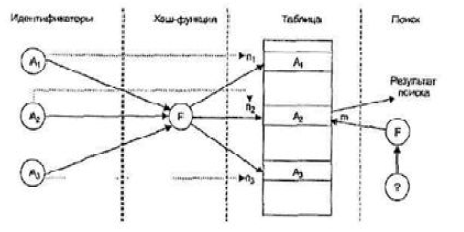 Идентификаторы
Хэш-функция
Таблица
Поиск
A₁
n₁
A₁
Результат
поиска
A₂
F
n₂
A₂
m
F
A₃
n₃
A₃
?